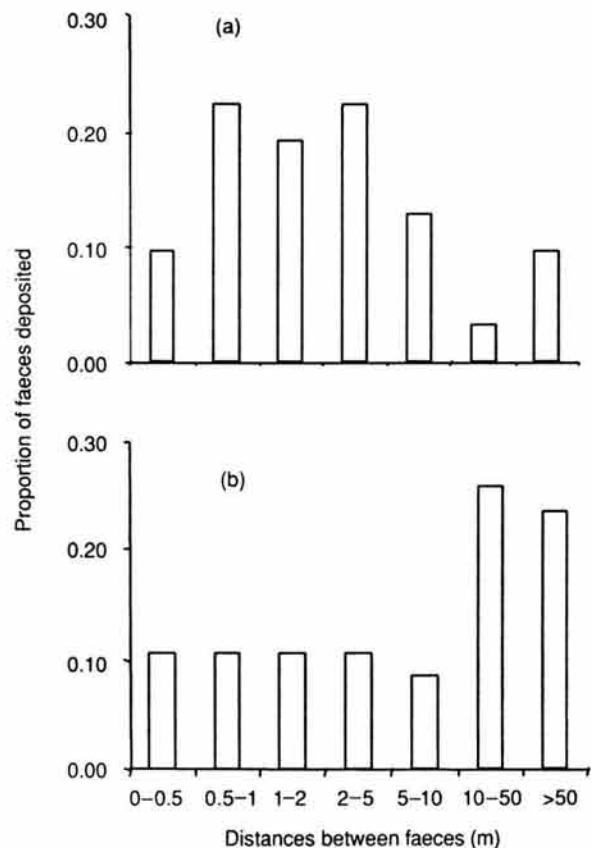 (a)
0.30
0.20
0.10
0.00
Proportion of faeces deposited
(b)
0.30
0.20
0.10
0.00
0–0.5 0.5–1 1–2 2–5 5–10 10–50 >50
Distances between faeces (m)